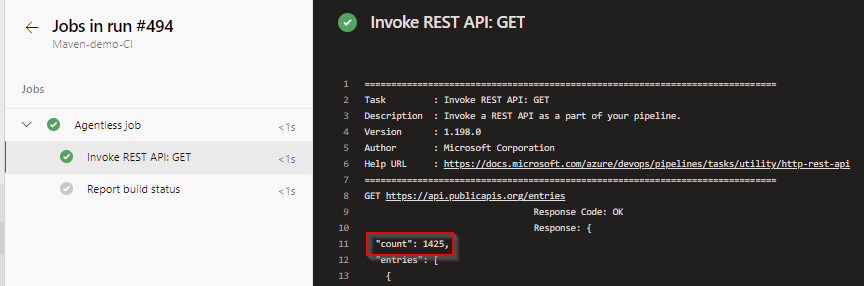 Jobs in run #494
Maven-demo-CI
Jobs
Agentless job <1s
Invoke REST API: GET <1s
Report build status <1s
Invoke REST API: GET
1 ==============================================================================
2 Task : Invoke REST API: GET
3 Description : Invoke a REST API as a part of your pipeline.
4 Version : 1.198.0
5 Author : Microsoft Corporation
6 Help URL : https://docs.microsoft.com/azure/devops/pipelines/tasks/utility/http-rest-api
7 ==============================================================================
8 GET https://api.publicapis.org/entries
9 Response Code: OK
10 Response: {
11 "count": 1425,
12 "entries": [
13 {